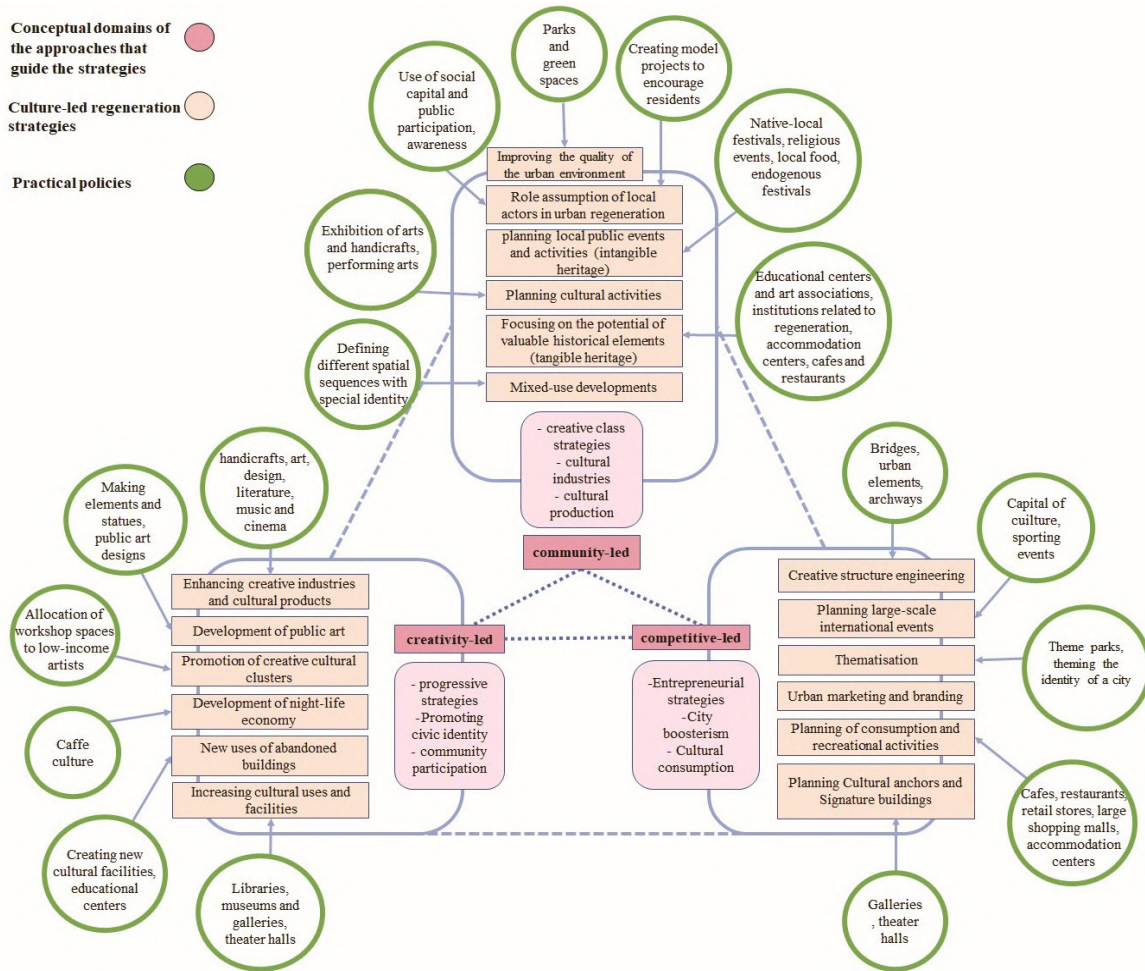 Conceptual domains of
the approaches that
guide the strategies
Culture-led regeneration
strategies
Practical policies
Parks
and
green
spaces
Creating model
projects to
encourage
residents
Use of social
capital and
public
participation,
awareness
Native-local
festivals, religious
events, local food,
endogenous
festivals
Exhibition of arts
and handicrafts,
performing arts
Educational centers
and art associations,
institutions related to
regeneration,
accommodation
centers, cafes and
restaurants
Defining
different spatial
sequences with
special identity
Improving the quality of
the urban environment
Role assumption of local
actors in urban regeneration
planning local public
events and activities (intangible
heritage)
Planning cultural activities
Focusing on the potential of
valuable historical elements
(tangible heritage)
Mixed-use developments
- creative class
strategies
- cultural
industries
- cultural
production
community-led
creativity-led
competitive-led
handicrafts, art,
design,
literature,
music and
cinema
Making
elements and
statues,
public art
designs
Allocation of
workshop spaces
to low-income
artists
Caffe
culture
Creating new
cultural facilities,
educational
centers
Libraries,
museums and
galleries,
theater halls
Enhancing creative industries
and cultural products
Development of public art
Promotion of creative cultural
clusters
Development of night-life
economy
New uses of abandoned
buildings
Increasing cultural uses and
facilities
- progressive
strategies
-Promoting
civic identity
- community
participation
-Entrepreneurial
strategies
-City
boosterism
- Cultural
consumption
Bridges,
urban
elements,
archways
Capital of
cuilture,
sporting
events
Theme parks,
theming the
identity of a city
Cafes, restaurants,
retail stores, large
shopping malls,
accommodation
centers
Galleries
, theater
halls
Creative structure engineering
Planning large-scale
international events
Thematisation
Urban marketing and branding
Planning of consumption and
recreational activities
Planning Cultural anchors and
Signature buildings